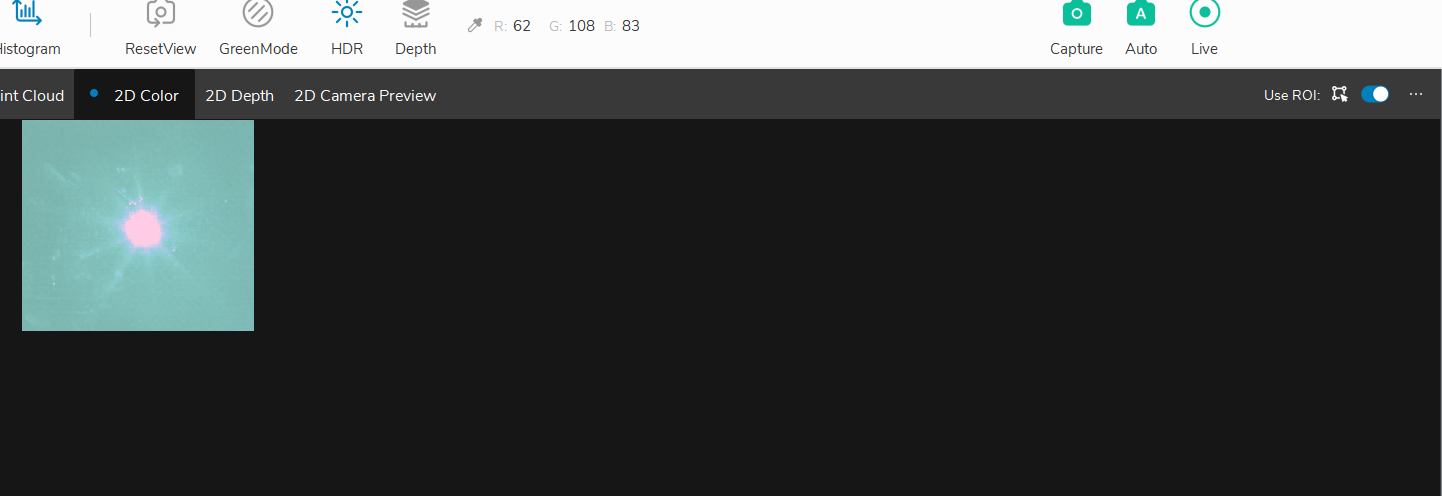 R: 62 G: 108 B: 83
Histogram ResetView GreenMode HDR Depth Capture Auto Live
int Cloud 2D Color 2D Depth 2D Camera Preview Use ROI: ...